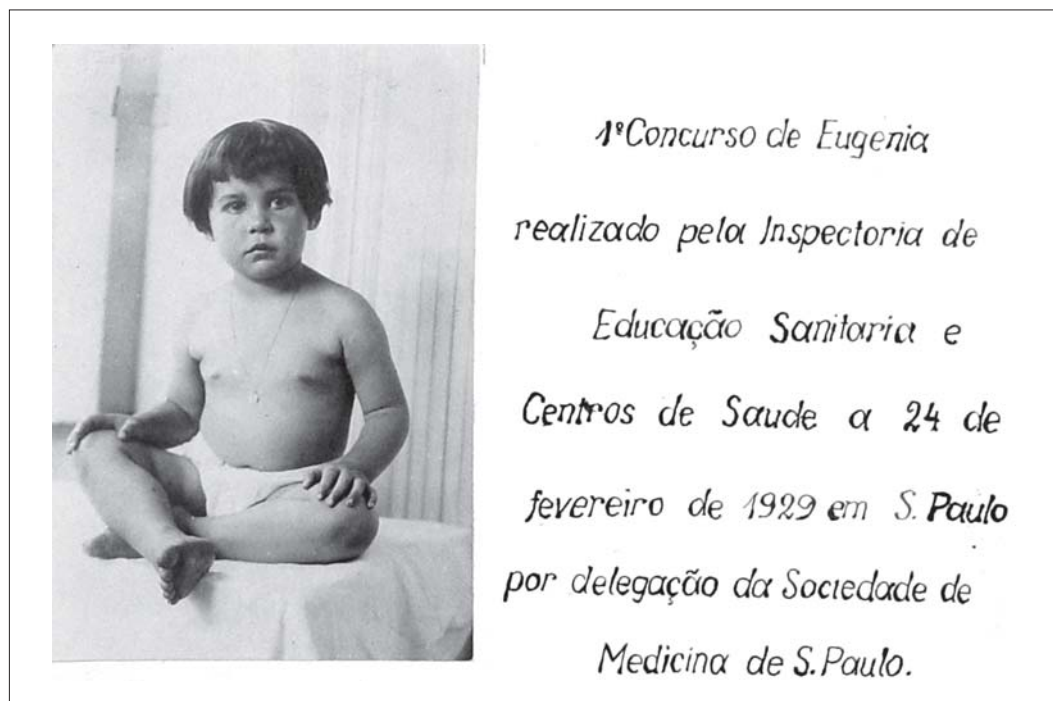 1º Concurso de Eugenia
realizado pela Inspectoria de
Educação Sanitaria e
Centros de Saude a 24 de
fevereiro de 1929 em S. Paulo
por delegação da Sociedade de
Medicina de S. Paulo.